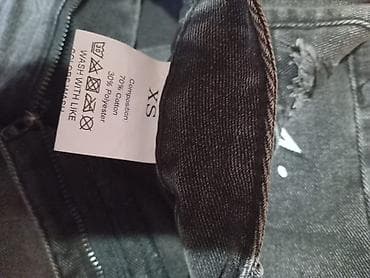 XS
Composition
70% Cotton
30% Polyester
WASH WITH LIKE